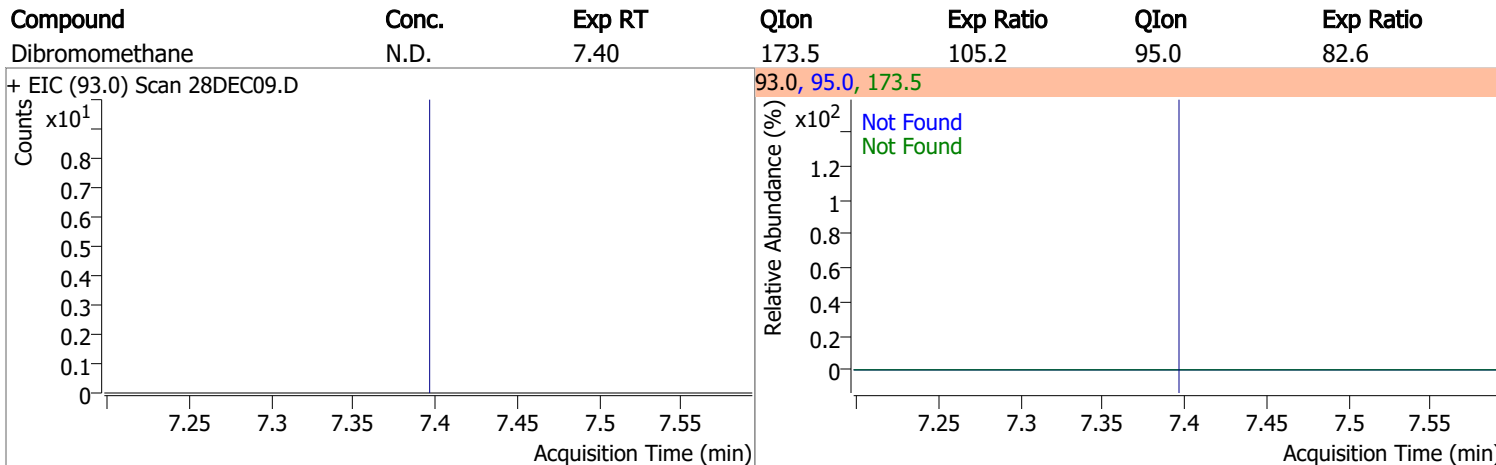 Compound Conc. Exp RT QIon Exp Ratio QIon Exp Ratio
Dibromomethane N.D. 7.40 173.5 105.2 95.0 82.6
+ EIC (93.0) Scan 28DEC09.D
Counts
x10¹
0.8
0.7
0.6
0.5
0.4
0.3
0.2
0.1
0
7.25 7.3 7.35 7.4 7.45 7.5 7.55
Acquisition Time (min)
93.0, 95.0, 173.5
Relative Abundance (%)
x10²
Not Found
Not Found
1.2
1
0.8
0.6
0.4
0.2
0
7.25 7.3 7.35 7.4 7.45 7.5 7.55
Acquisition Time (min)